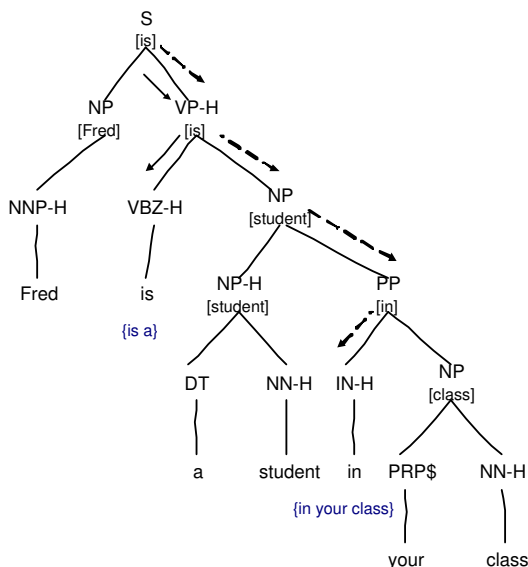 S
[is]
NP VP-H
[Fred] [is]
NNP-H VBZ-H NP
[student]
Fred is NP-H PP
[student] [in]
{is a}
DT NN-H IN-H NP
[class]
a student in PRP$ NN-H
{in your class}
your class